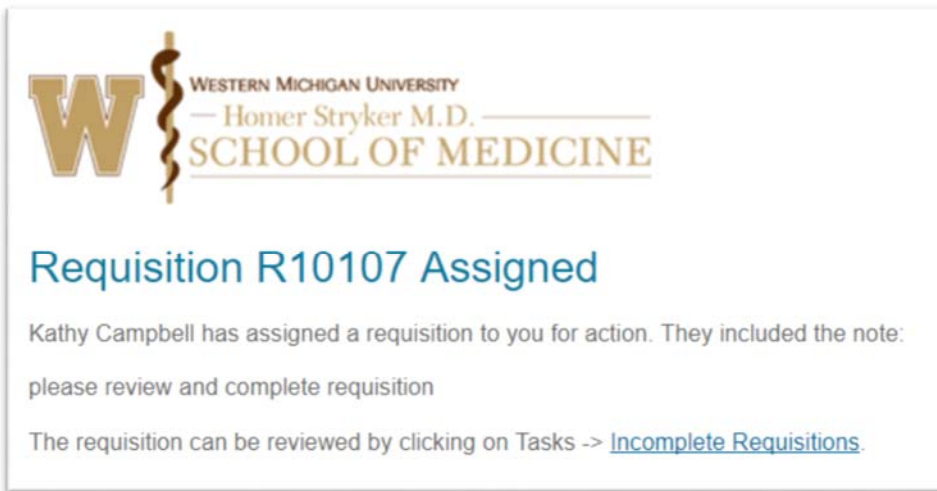 W
WESTERN MICHIGAN UNIVERSITY
— Homer Stryker M.D. —
SCHOOL OF MEDICINE
Requisition R10107 Assigned
Kathy Campbell has assigned a requisition to you for action. They included the note:
please review and complete requisition
The requisition can be reviewed by clicking on Tasks -> Incomplete Requisitions.